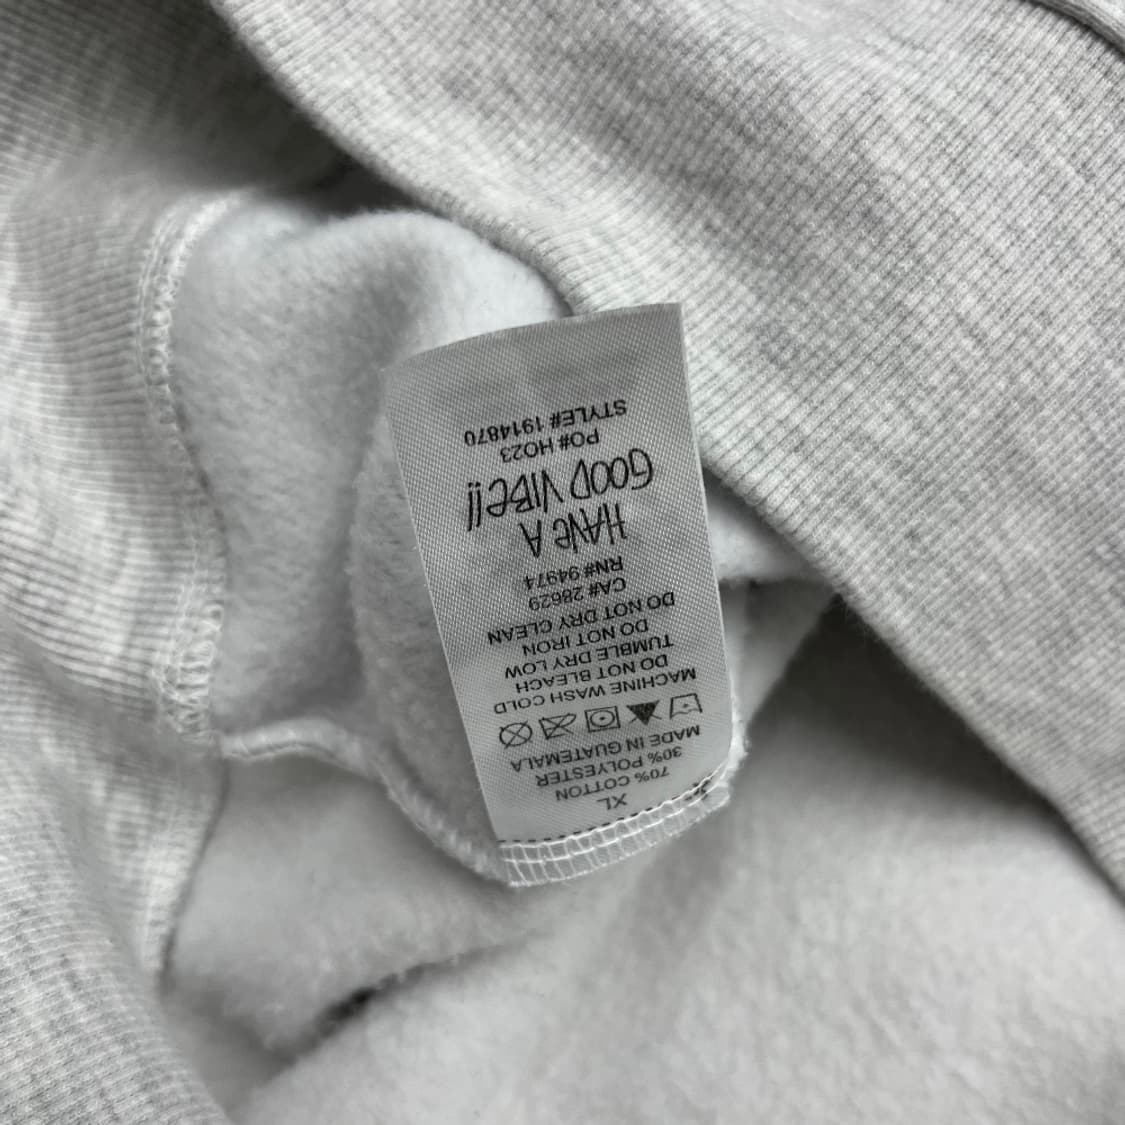 XL
70% COTTON
30% POLYESTER
MADE IN GUATEMALA
MACHINE WASH COLD
DO NOT BLEACH
TUMBLE DRY LOW
DO NOT IRON
DO NOT DRY CLEAN
CA# 28629
RN# 94974
HAVE A
GOOD VIBE!!
PO# HO23
STYLE# 1914870